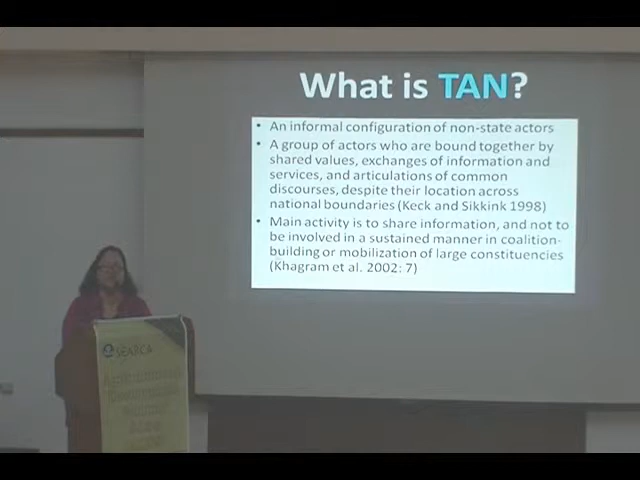 What is TAN?
• An informal configuration of non-state actors
• A group of actors who are bound together by
shared values, exchanges of information and
services, and articulations of common
discourses, despite their location across
national boundaries (Keck and Sikkink 1998)
• Main activity is to share information, and not to
be involved in a sustained manner in coalition-
building or mobilization of large constituencies
(Khagram et al. 2002: 7)
SEARCA